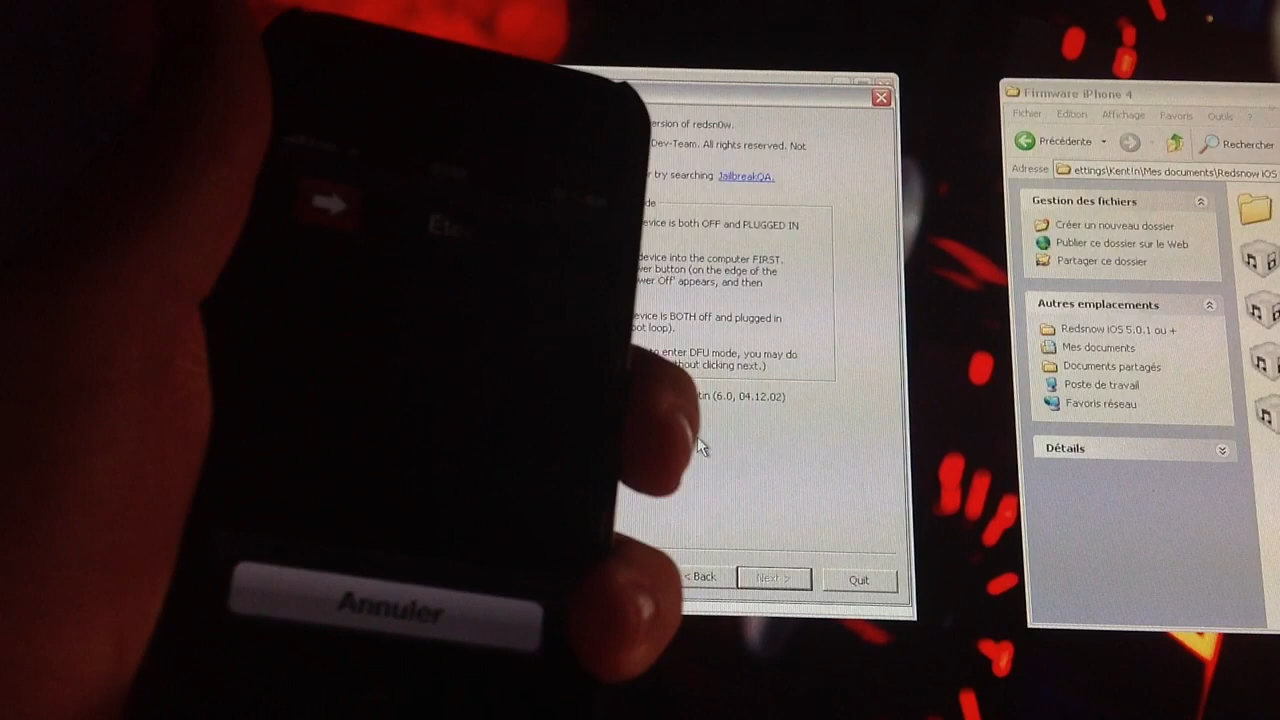 ersion of redsn0w.
Dev-Team. All rights reserved. Not
r try searching JailbreakQA.
de
evice is both OFF and PLUGGED IN
device into the computer FIRST.
wer button (on the edge of the
wer Off' appears, and then
evice is BOTH off and plugged in
ot loop).
to enter DFU mode, you may do
thout clicking next.)
tin (6.0, 04.12.02)
< Back
Next >
Quit
Annuler
Firmware iPhone 4
Fichier Edition Affichage Favoris Outils ?
Précédente Rechercher
Adresse ettings\Kent!n\Mes documents\Redsnow iOS 5
Gestion des fichiers
Créer un nouveau dossier
Publier ce dossier sur le Web
Partager ce dossier
Autres emplacements
Redsnow iOS 5.0.1 ou +
Mes documents
Documents partagés
Poste de travail
Favoris réseau
Détails